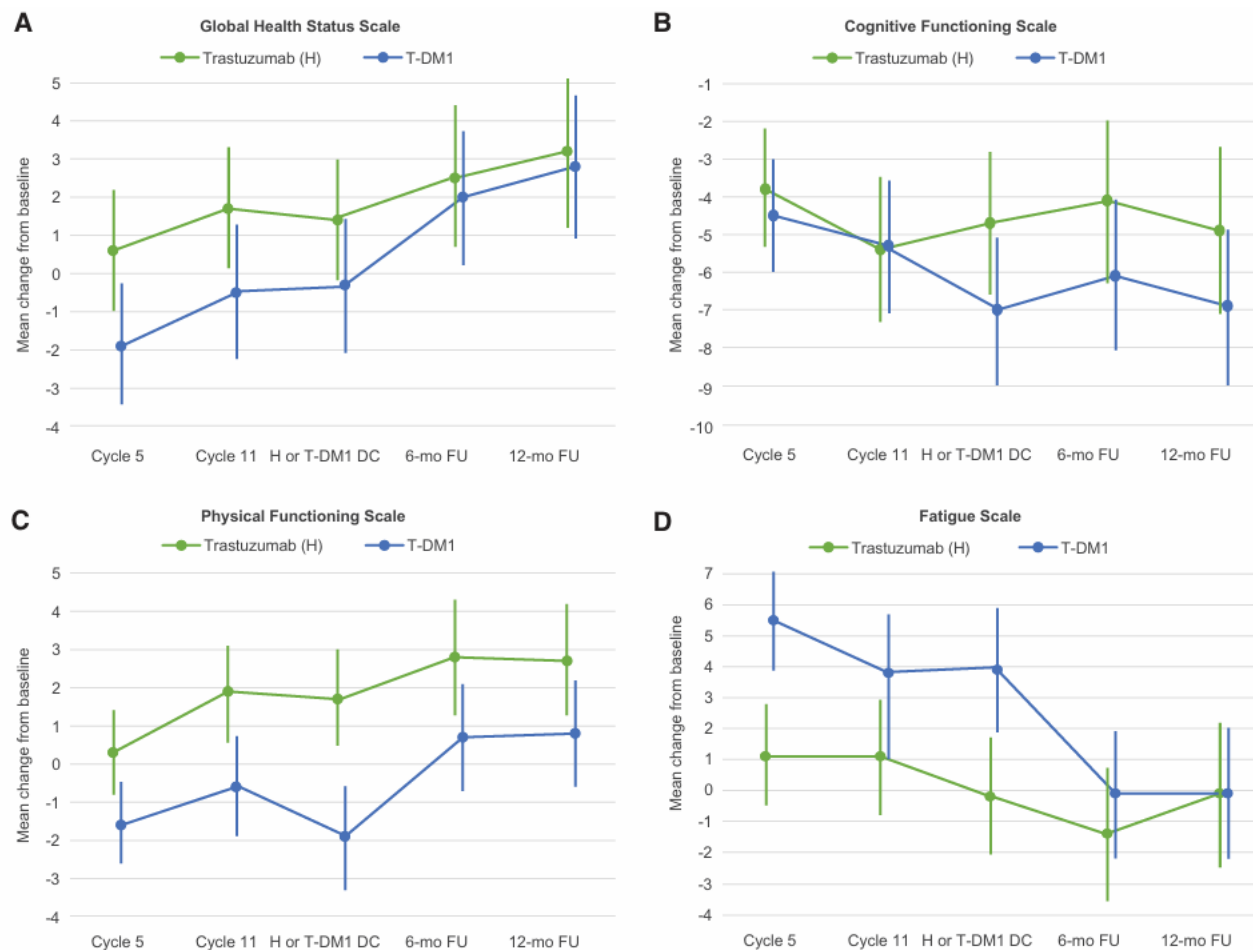 A
Global Health Status Scale
Trastuzumab (H) T-DM1
Mean change from baseline
5
4
3
2
1
0
-1
-2
-3
-4
Cycle 5 Cycle 11 H or T-DM1 DC 6-mo FU 12-mo FU
B
Cognitive Functioning Scale
Trastuzumab (H) T-DM1
Mean change from baseline
-1
-2
-3
-4
-5
-6
-7
-8
-9
-10
Cycle 5 Cycle 11 H or T-DM1 DC 6-mo FU 12-mo FU
C
Physical Functioning Scale
Trastuzumab (H) T-DM1
Mean change from baseline
5
4
3
2
1
0
-1
-2
-3
-4
Cycle 5 Cycle 11 H or T-DM1 DC 6-mo FU 12-mo FU
D
Fatigue Scale
Trastuzumab (H) T-DM1
Mean change from baseline
7
6
5
4
3
2
1
0
-1
-2
-3
-4
Cycle 5 Cycle 11 H or T-DM1 DC 6-mo FU 12-mo FU